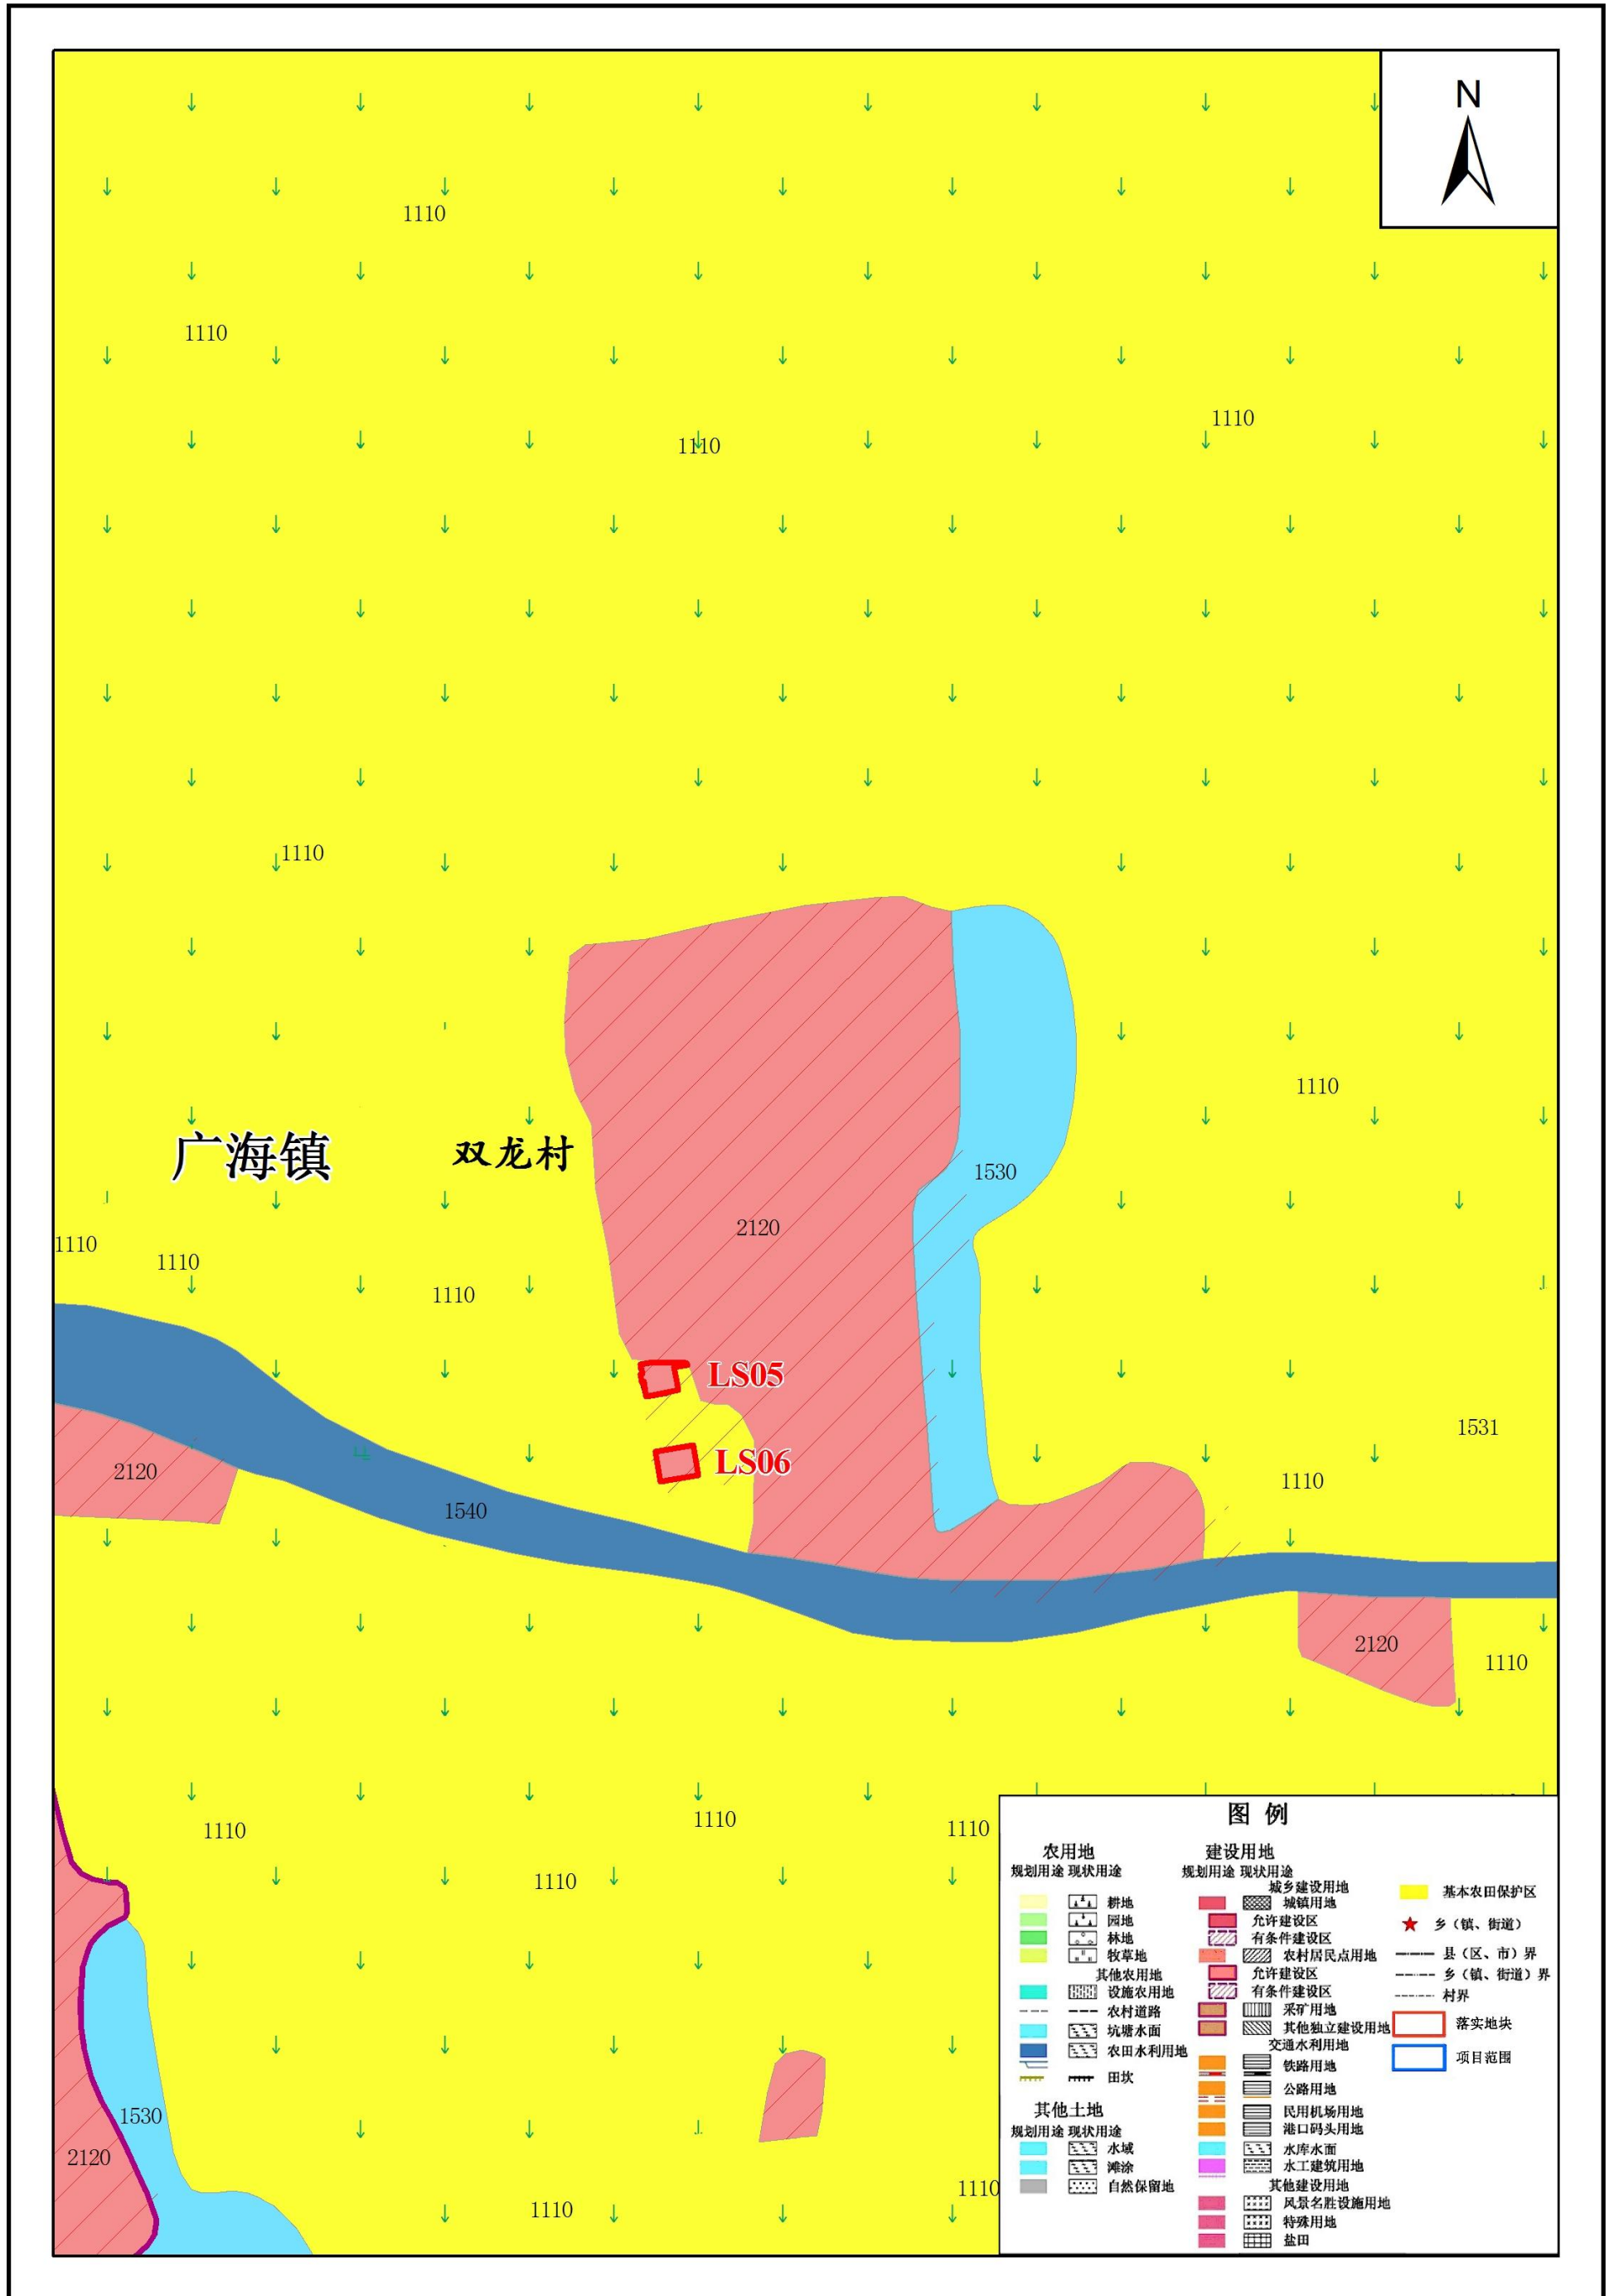 N
1110
1110
1110
1110
1110
1110
广海镇
双龙村
1530
2120
1110
1110
1110
LS05
1531
LS06
2120
1110
1540
2120
1110
1110
1110
1110
1110
1530
2120
1110
1110
图 例
农用地
规划用途 现状用途
耕地
园地
林地
牧草地
其他农用地
设施农用地
农村道路
坑塘水面
农田水利用地
田坎
其他土地
规划用途 现状用途
水域
滩涂
自然保留地
建设用地
规划用途 现状用途
城乡建设用地
城镇用地
允许建设区
有条件建设区
农村居民点用地
允许建设区
有条件建设区
采矿用地
其他独立建设用地
交通水利用地
铁路用地
公路用地
民用机场用地
港口码头用地
水库水面
水工建筑用地
其他建设用地
风景名胜设施用地
特殊用地
盐田
基本农田保护区
乡（镇、街道）
县（区、市）界
乡（镇、街道）界
村界
落实地块
项目范围